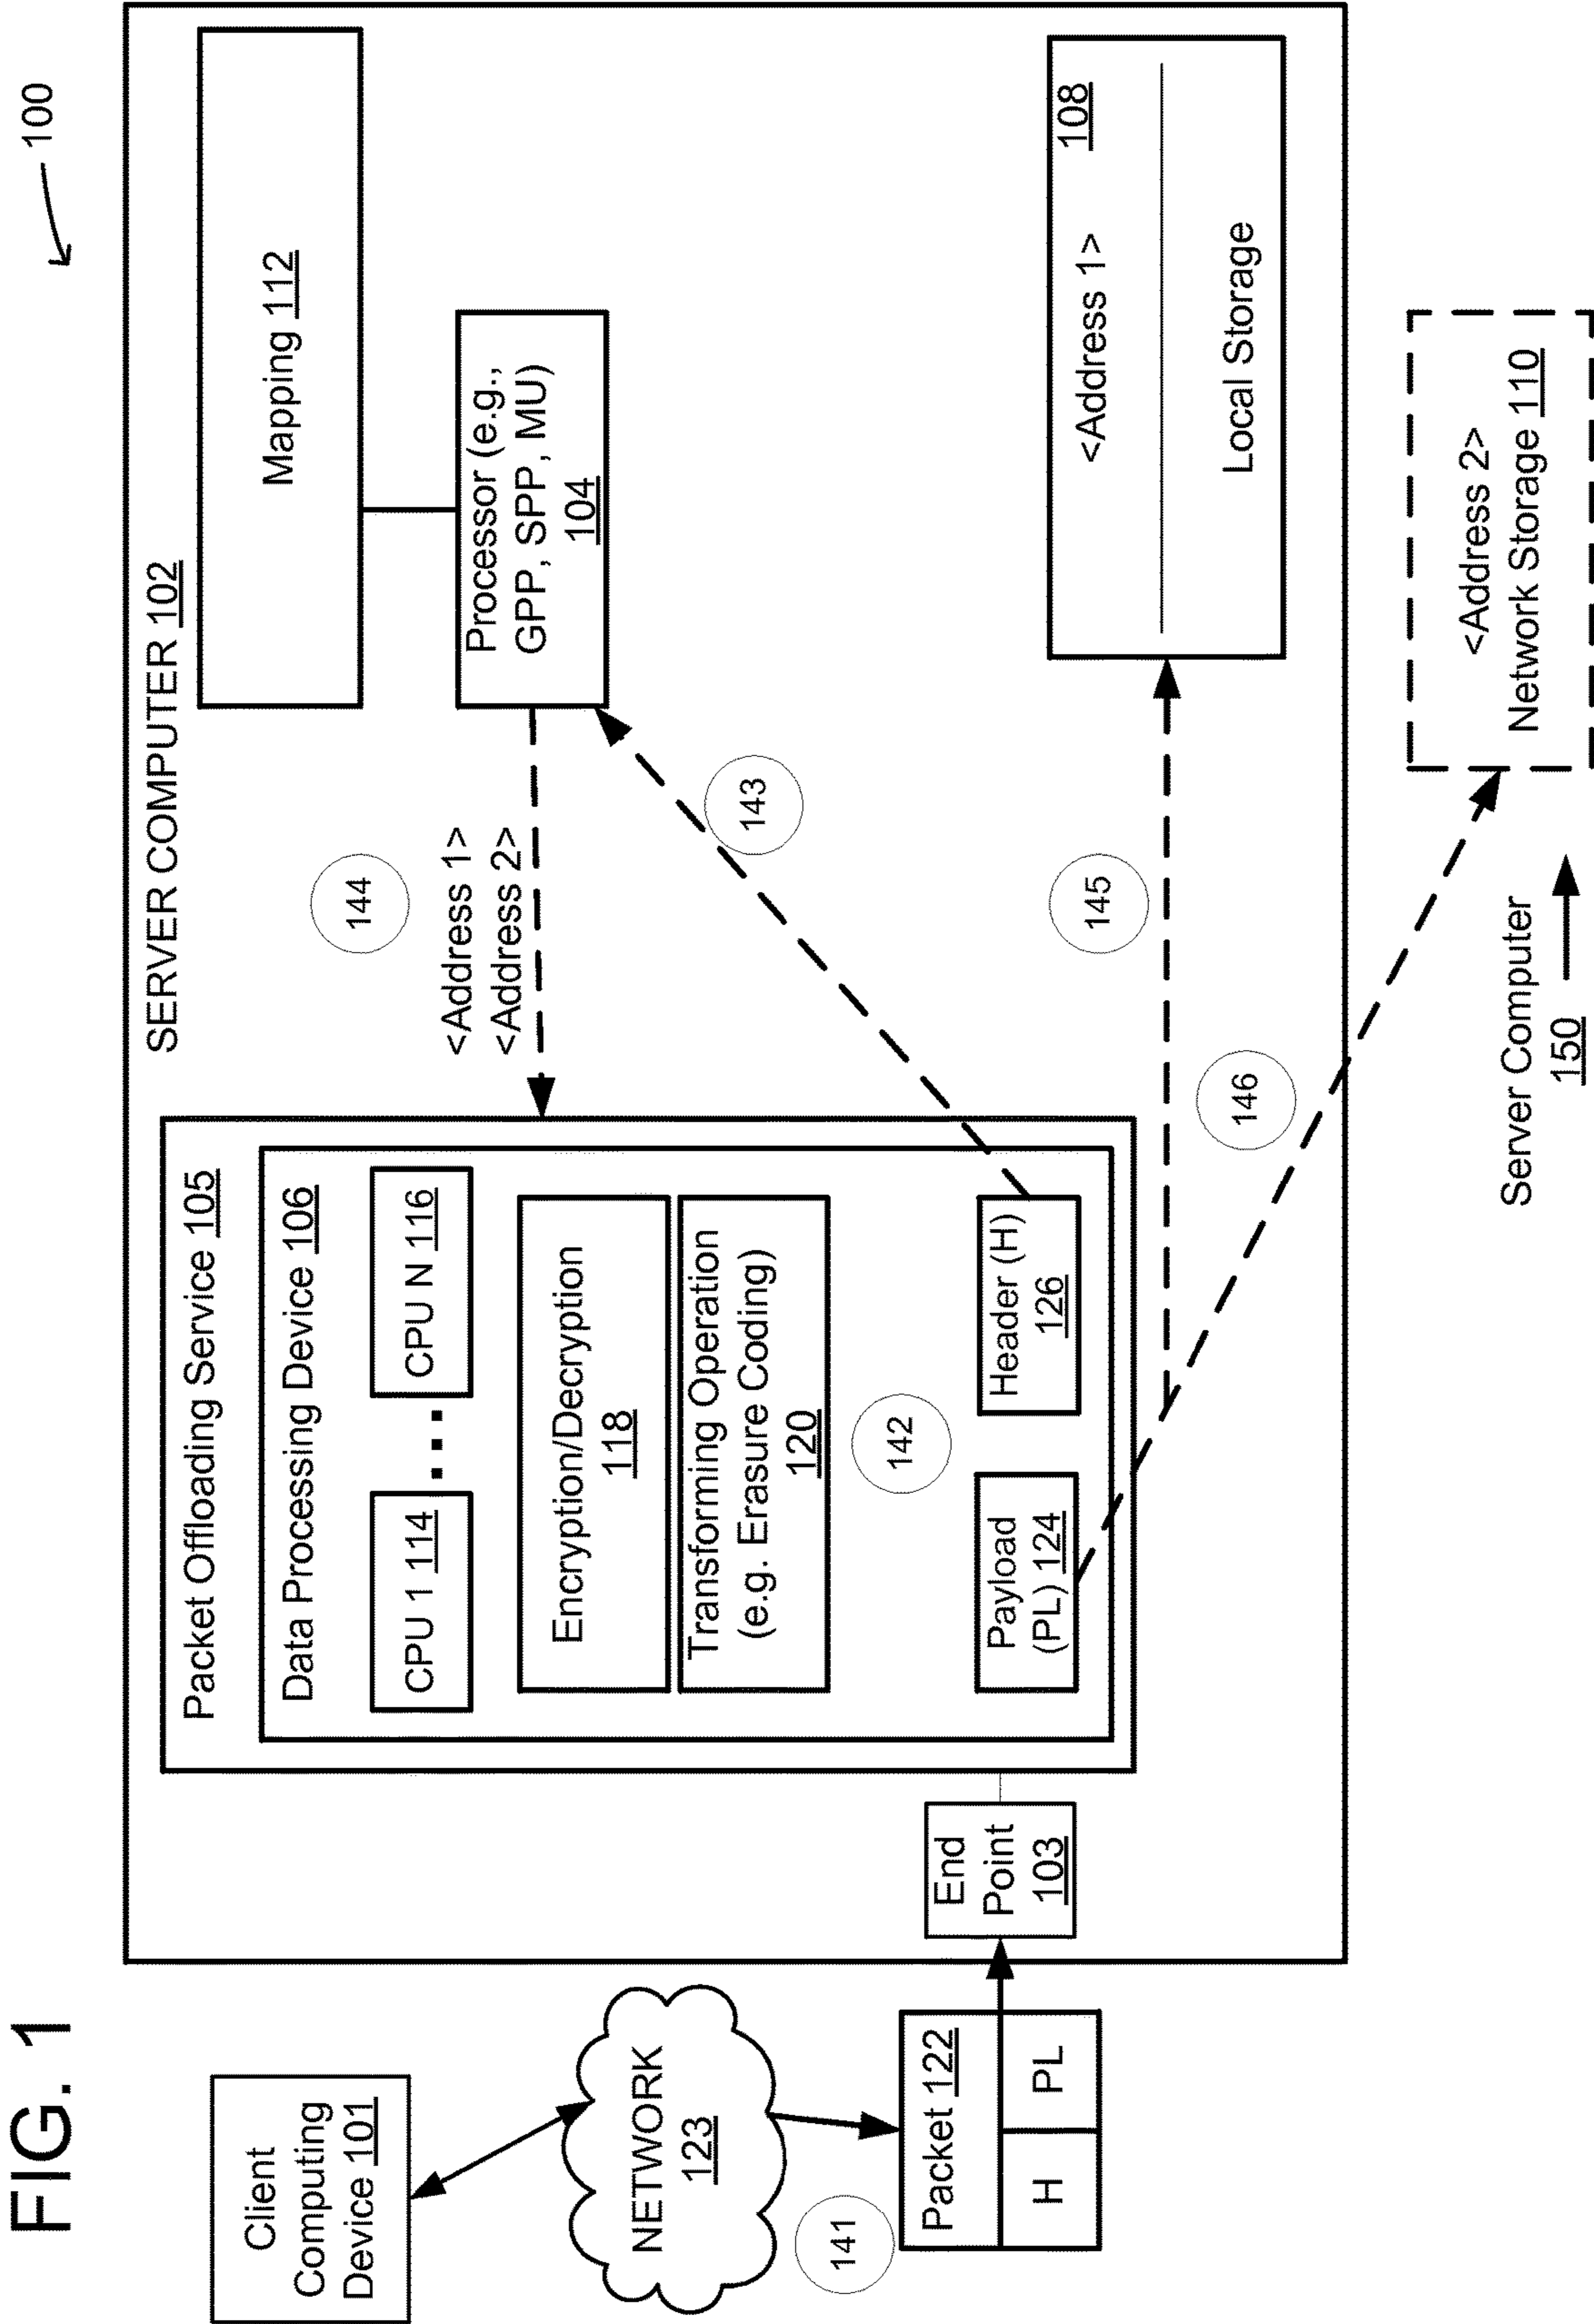 FIG. 1
100
Client
Computing
Device 101
NETWORK
123
141
Packet 122
H
PL
End
Point
103
SERVER COMPUTER 102
Packet Offloading Service 105
Data Processing Device 106
CPU 1 114
CPU N 116
Encryption/Decryption
118
Transforming Operation
(e.g. Erasure Coding)
120
142
Payload
(PL) 124
Header (H)
126
144
<Address 1>
<Address 2>
143
145
146
Mapping 112
Processor (e.g.,
GPP, SPP, MU)
104
108
<Address 1>
Local Storage
Server Computer
150
<Address 2>
Network Storage 110